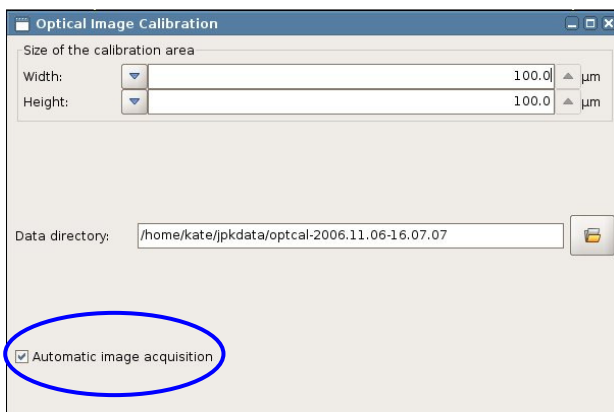 Optical Image Calibration
Size of the calibration area
Width: 100.0 µm
Height: 100.0 µm
Data directory: /home/kate/jpkdata/optcal-2006.11.06-16.07.07
Automatic image acquisition